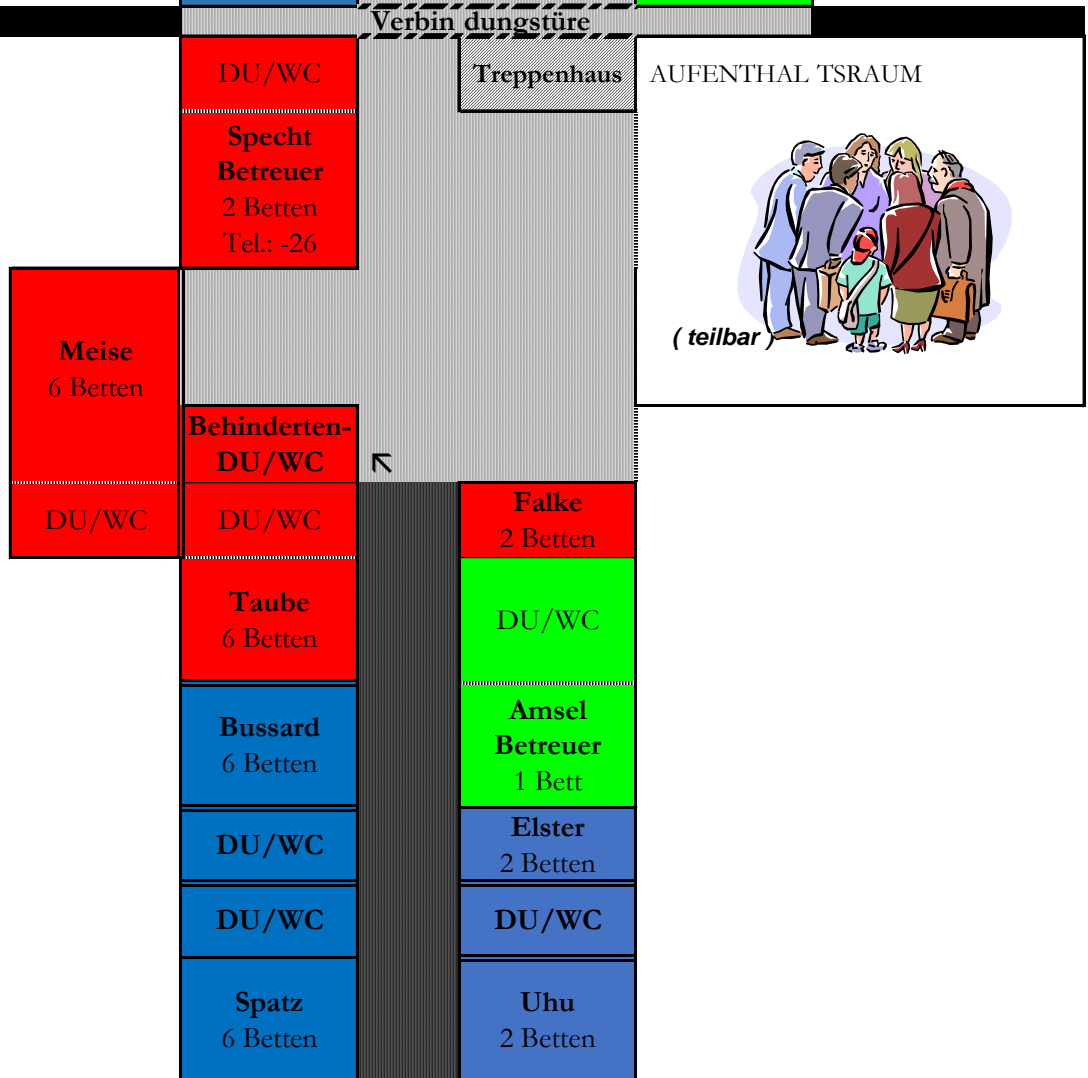 Verbin dungstüre
DU/WC
Treppenhaus
AUFENTHAL TSRAUM
Specht
Betreuer
2 Betten
Tel.: -26
( teilbar )
Meise
6 Betten
Behinderten-
DU/WC
DU/WC
DU/WC
Falke
2 Betten
Taube
6 Betten
DU/WC
Bussard
6 Betten
Amsel
Betreuer
1 Bett
DU/WC
Elster
2 Betten
DU/WC
DU/WC
Spatz
6 Betten
Uhu
2 Betten